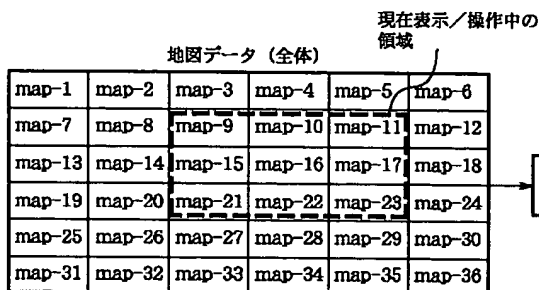 現在表示／操作中の
領域
地図データ（全体）
map-1 map-2 map-3 map-4 map-5 map-6
map-7 map-8 map-9 map-10 map-11 map-12
map-13 map-14 map-15 map-16 map-17 map-18
map-19 map-20 map-21 map-22 map-23 map-24
map-25 map-26 map-27 map-28 map-29 map-30
map-31 map-32 map-33 map-34 map-35 map-36